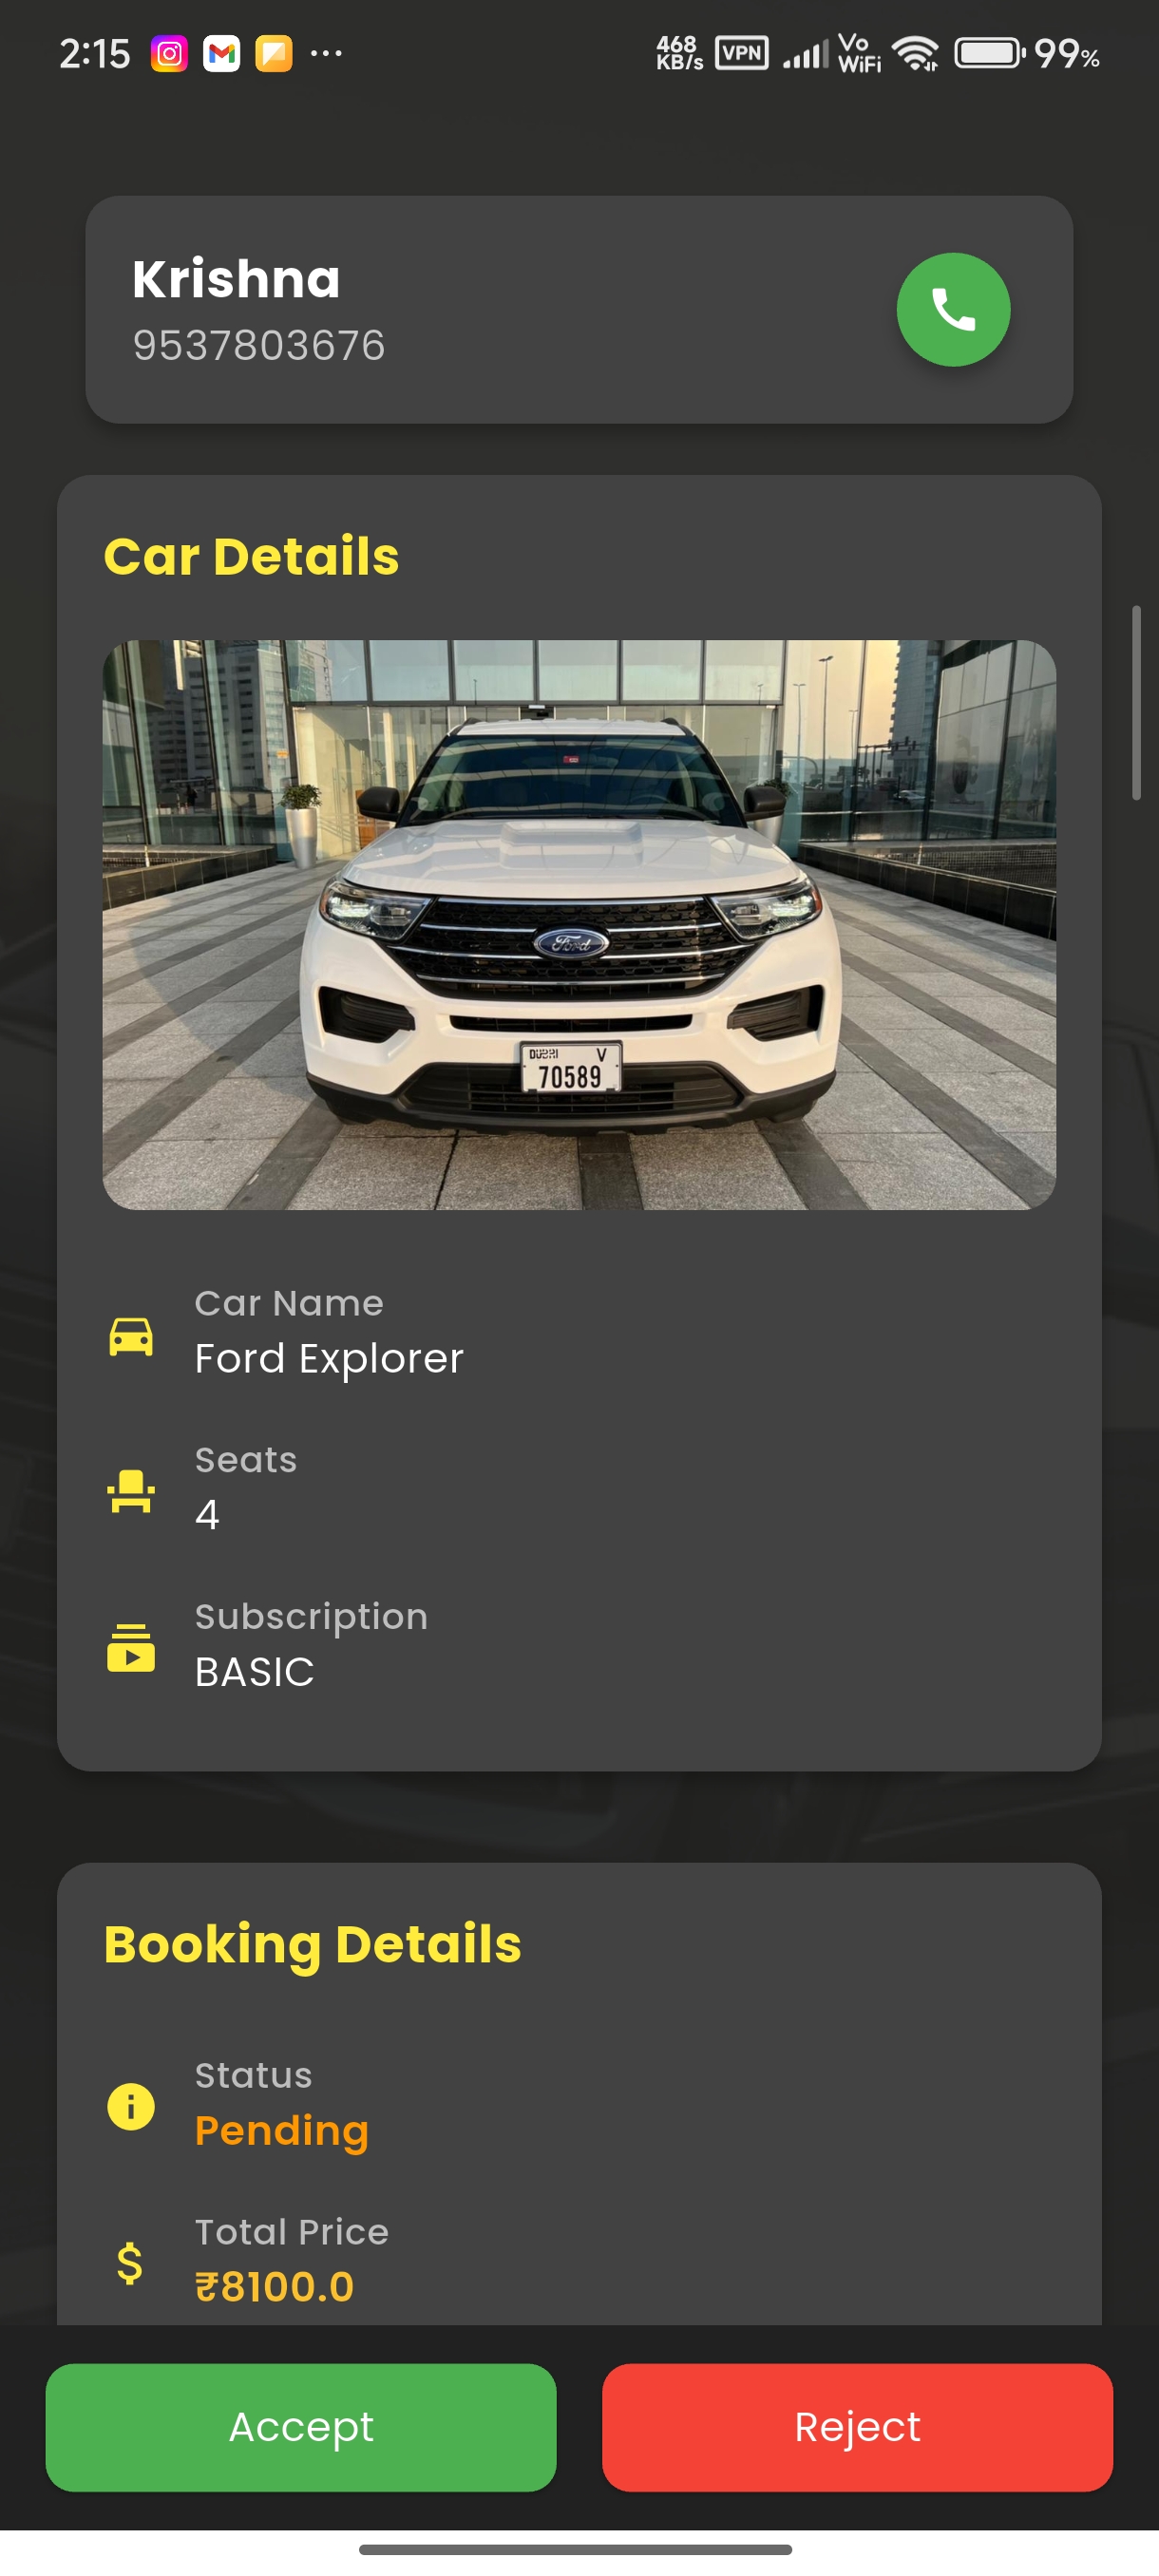 2:15 ... 468 KB/s VPN Vo WiFi 99%
Krishna
9537803676
Car Details
Ford
DUBAI V
70589
Car Name
Ford Explorer
Seats
4
Subscription
BASIC
Booking Details
Status
Pending
$
Total Price
₹8100.0
Accept
Reject